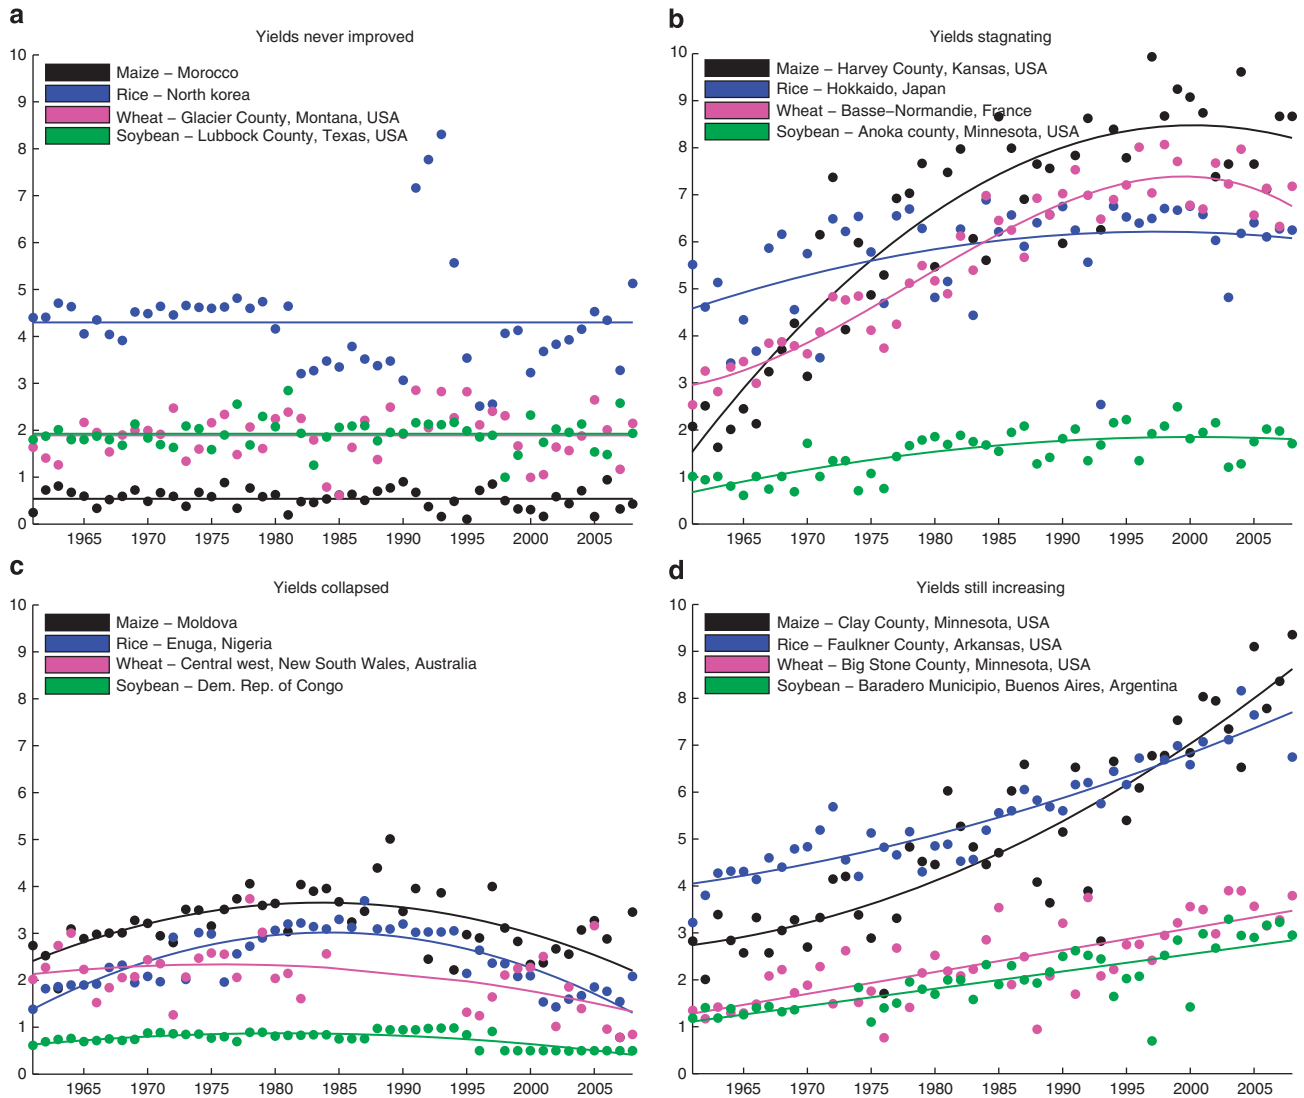 a
Yields never improved
10
9
8
7
6
5
4
3
2
1
0
Maize – Morocco
Rice – North korea
Wheat – Glacier County, Montana, USA
Soybean – Lubbock County, Texas, USA
1965 1970 1975 1980 1985 1990 1995 2000 2005
b
Yields stagnating
10
9
8
7
6
5
4
3
2
1
0
Maize – Harvey County, Kansas, USA
Rice – Hokkaido, Japan
Wheat – Basse–Normandie, France
Soybean – Anoka county, Minnesota, USA
1965 1970 1975 1980 1985 1990 1995 2000 2005
c
Yields collapsed
10
9
8
7
6
5
4
3
2
1
0
Maize – Moldova
Rice – Enuga, Nigeria
Wheat – Central west, New South Wales, Australia
Soybean – Dem. Rep. of Congo
1965 1970 1975 1980 1985 1990 1995 2000 2005
d
Yields still increasing
10
9
8
7
6
5
4
3
2
1
0
Maize – Clay County, Minnesota, USA
Rice – Faulkner County, Arkansas, USA
Wheat – Big Stone County, Minnesota, USA
Soybean – Baradero Municipio, Buenos Aires, Argentina
1965 1970 1975 1980 1985 1990 1995 2000 2005